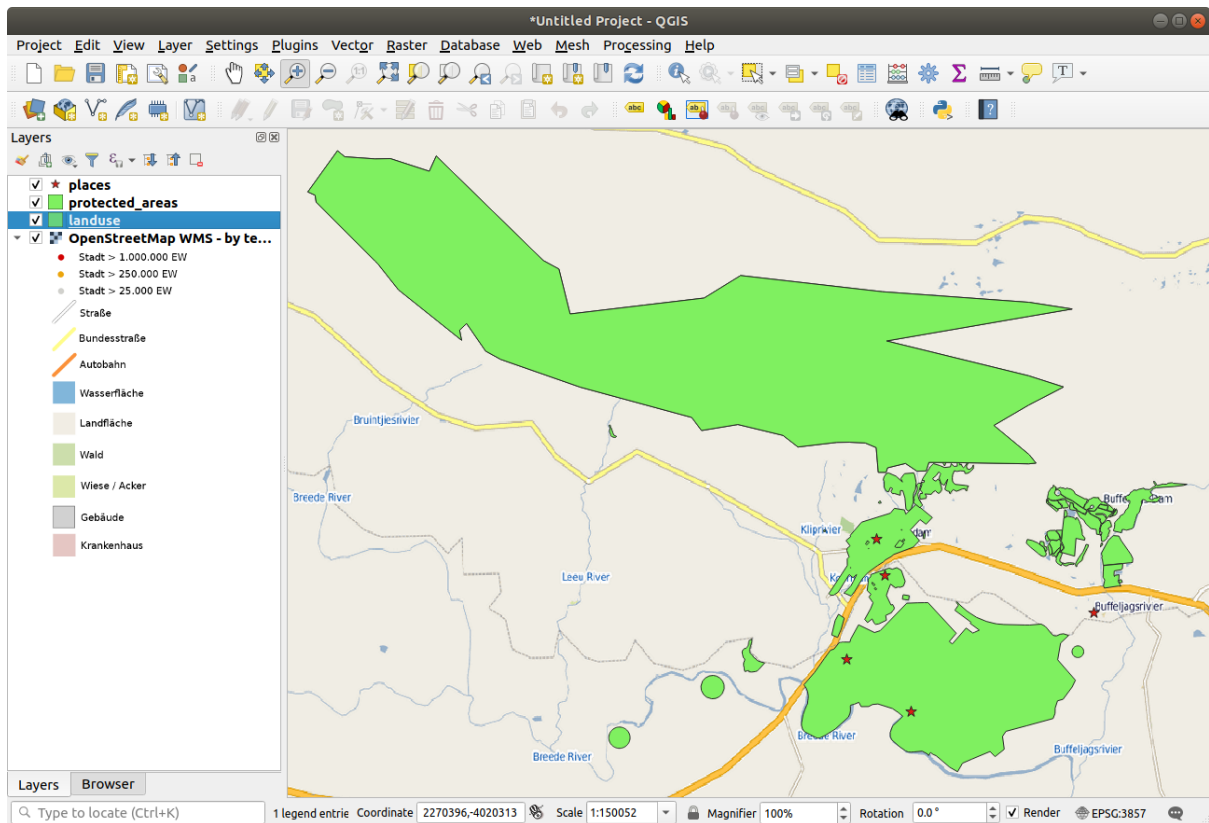 *Untitled Project - QGIS
Project Edit View Layer Settings Plugins Vector Raster Database Web Mesh Processing Help
Layers
places
protected_areas
landuse
OpenStreetMap WMS - by te...
Stadt > 1.000.000 EW
Stadt > 250.000 EW
Stadt > 25.000 EW
Straße
Bundesstraße
Autobahn
Wasserfläche
Landfläche
Wald
Wiese / Acker
Gebäude
Krankenhaus
Bruintjiesrivier
Breede River
Kliprivier
dam
Leeu River
Buffeljagsrivier
Breede River
Breede River
Buffeljagsrivier
Layers Browser
Type to locate (Ctrl+K) 1 legend entrie Coordinate 2270396,-4020313 Scale 1:150052 Magnifier 100% Rotation 0.0 ° Render EPSG:3857